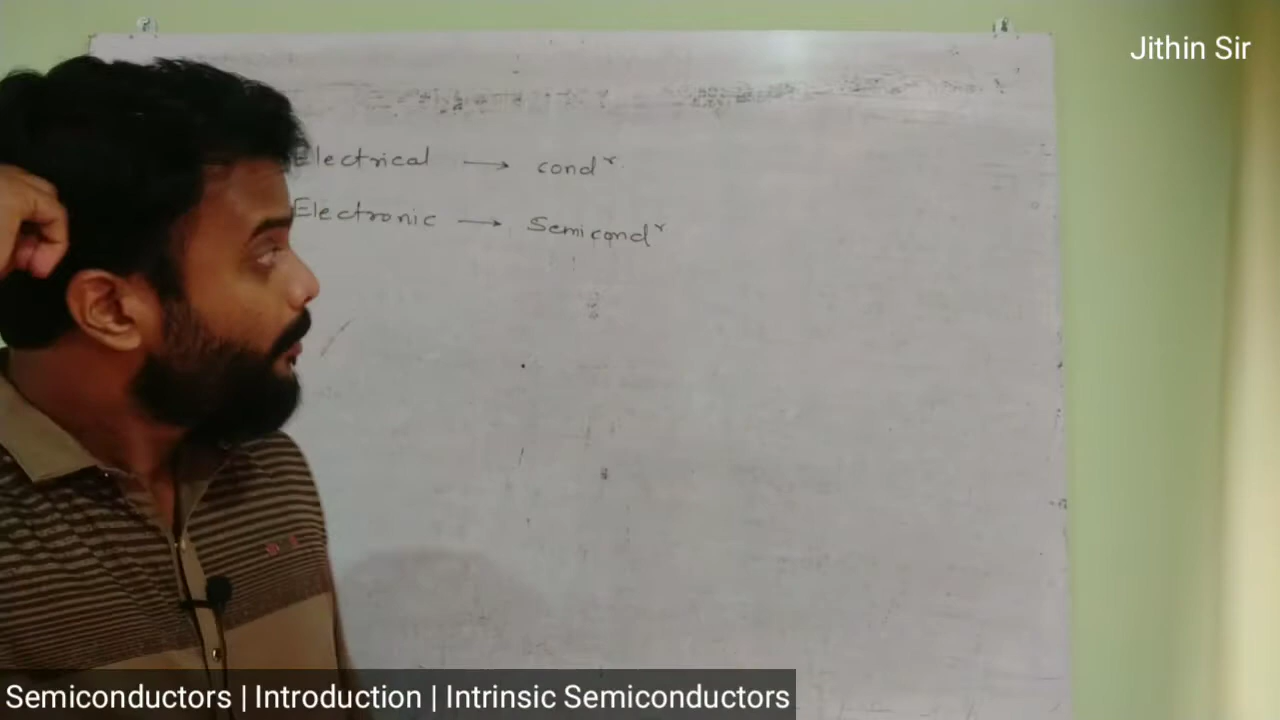 Jithin Sir
Electrical → condʳ.
Electronic → Semicondʳ
Semiconductors | Introduction | Intrinsic Semiconductors